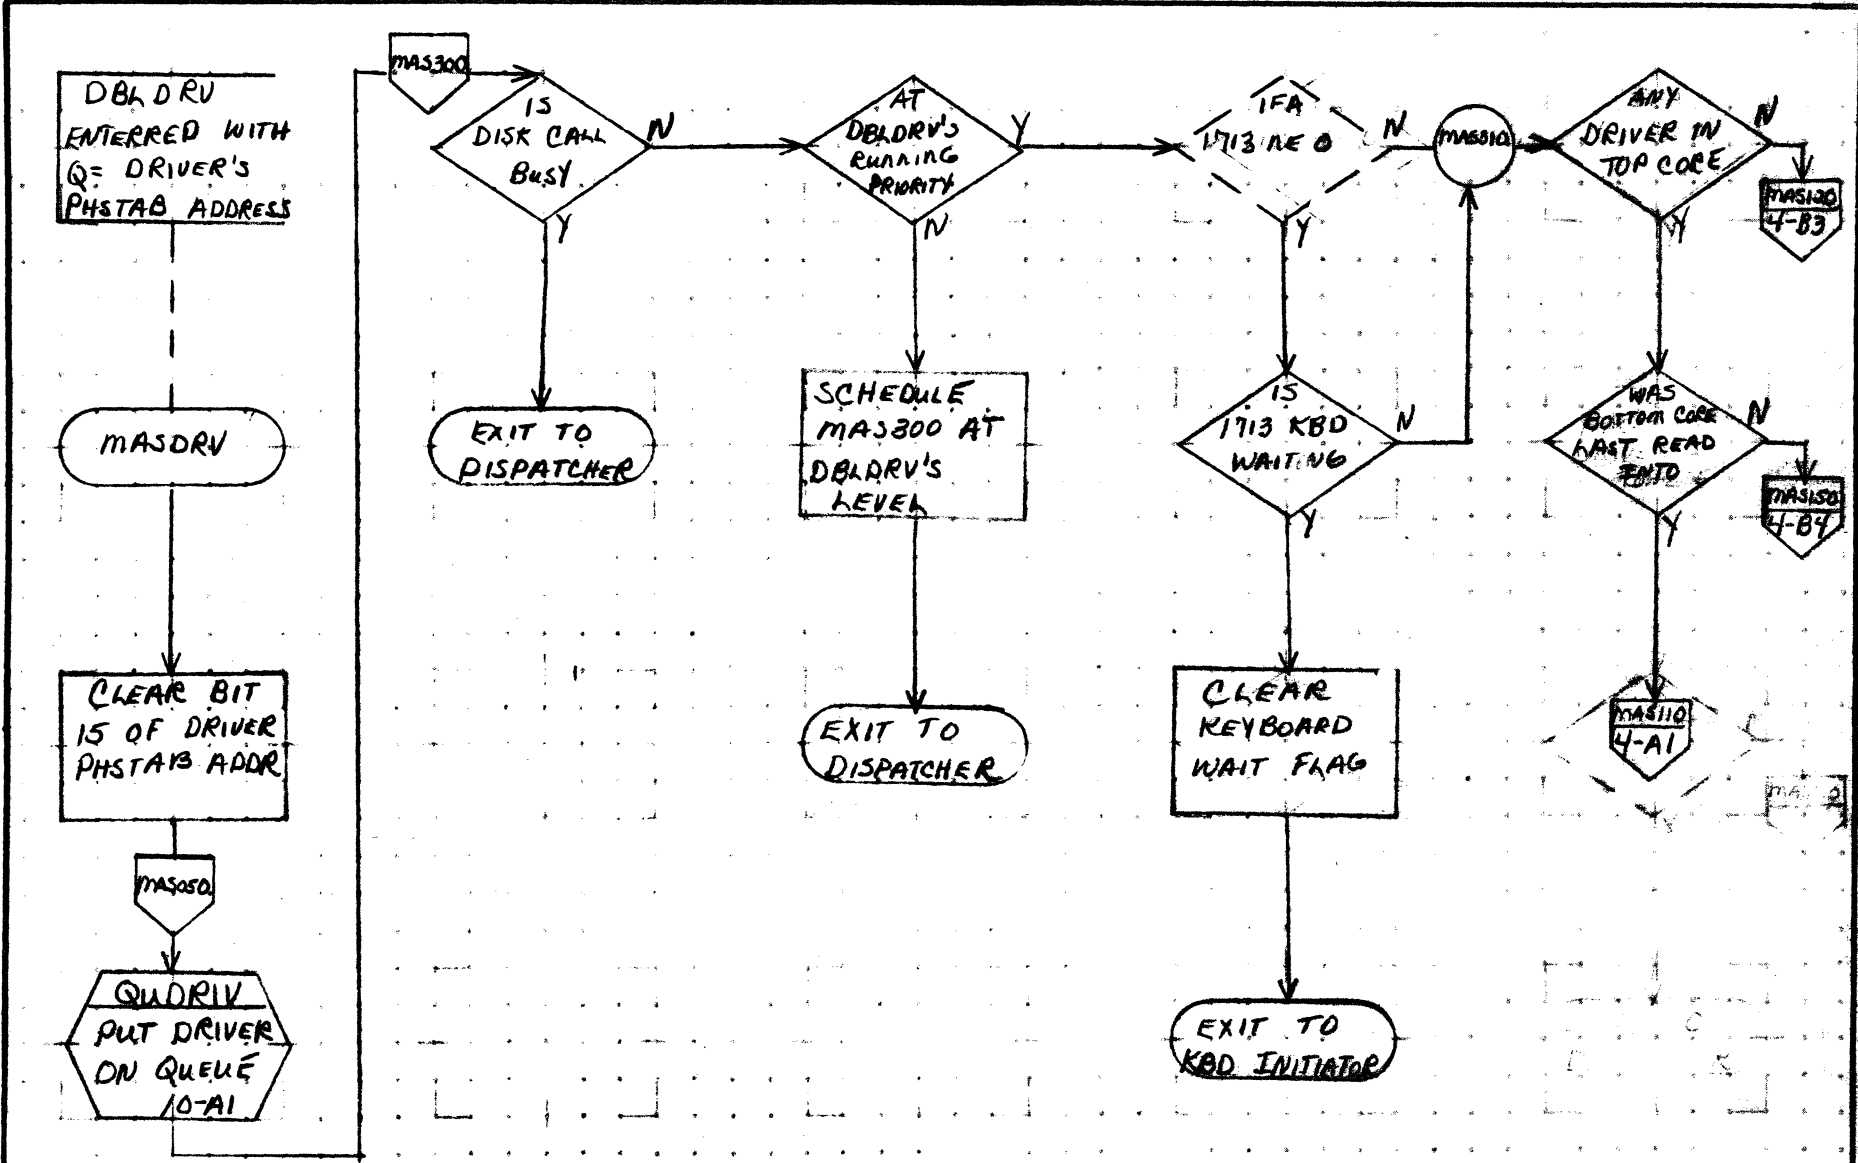 DBLDRV
ENTERRED WITH
Q= DRIVER'S
PHSTAB ADDRESS
MASDRV
CLEAR BIT
15 OF DRIVER
PHSTAB ADDR
MAS050
QUDRIV
PUT DRIVER
ON QUEUE
10-A1
MAS300
IS
DISK CALL
BUSY
N
Y
EXIT TO
DISPATCHER
AT
DBLDRV'S
RUNNING
PRIORITY
Y
N
SCHEDULE
MAS300 AT
DBLDRV'S
LEVEL
EXIT TO
DISPATCHER
IFA
1713 NE 0
N
Y
IS
1713 KBD
WAITING
N
Y
CLEAR
KEYBOARD
WAIT FLAG
EXIT TO
KBD INITIATOR
ANY
DRIVER IN
TOP CORE
N
Y
MAS120
4-B3
WAS
BOTTOM CORE
LAST READ
INTO
N
Y
MAS150
4-B4
MAS110
4-A1